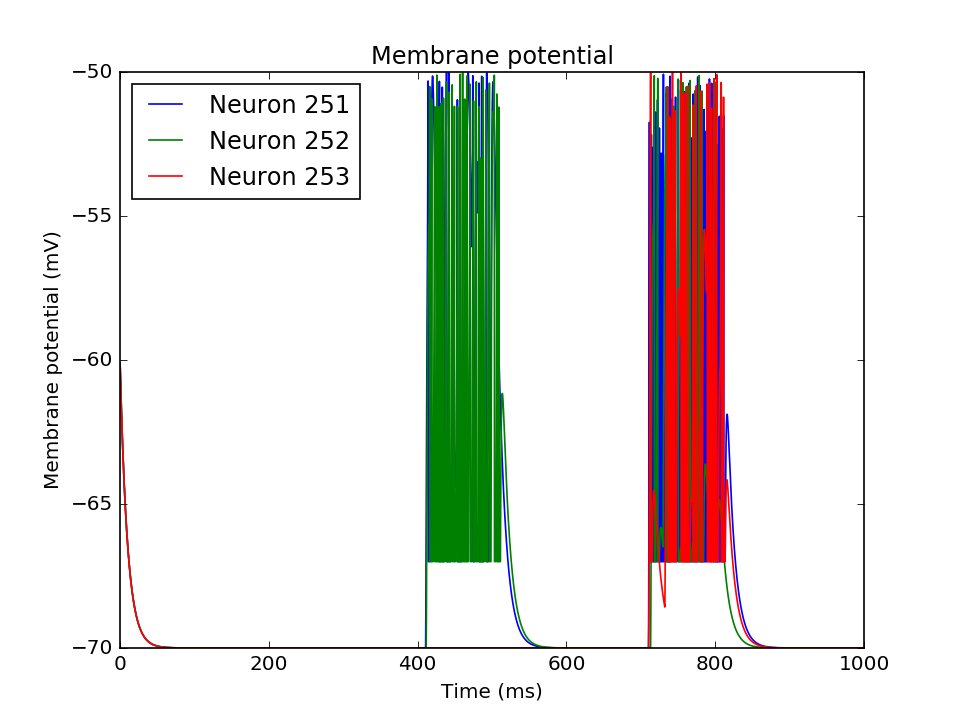 Membrane potential
−50
−55
−60
−65
−70
Membrane potential (mV)
Neuron 251
Neuron 252
Neuron 253
0
200
400
600
800
1000
Time (ms)